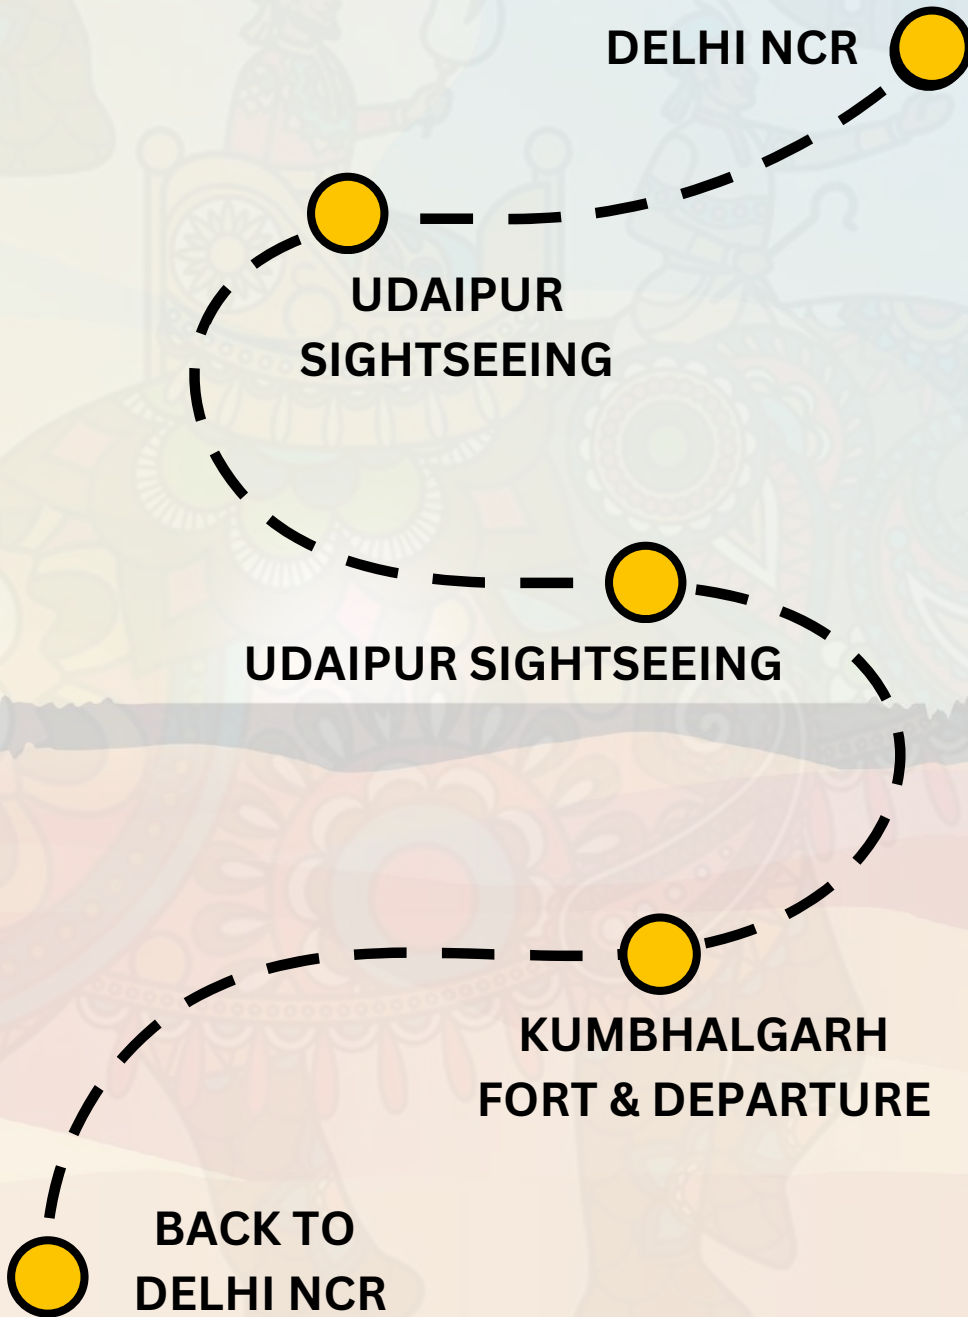 DELHI NCR
UDAIPUR
SIGHTSEEING
UDAIPUR SIGHTSEEING
KUMBHALGARH
FORT & DEPARTURE
BACK TO
DELHI NCR